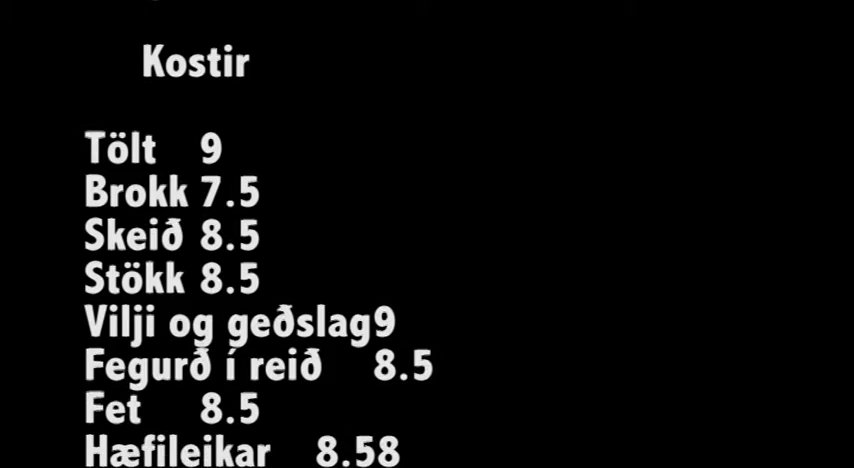 Kostir
Tölt 9
Brokk 7.5
Skeið 8.5
Stökk 8.5
Vilji og geðslag9
Fegurð í reið 8.5
Fet 8.5
Hæfileikar 8.58